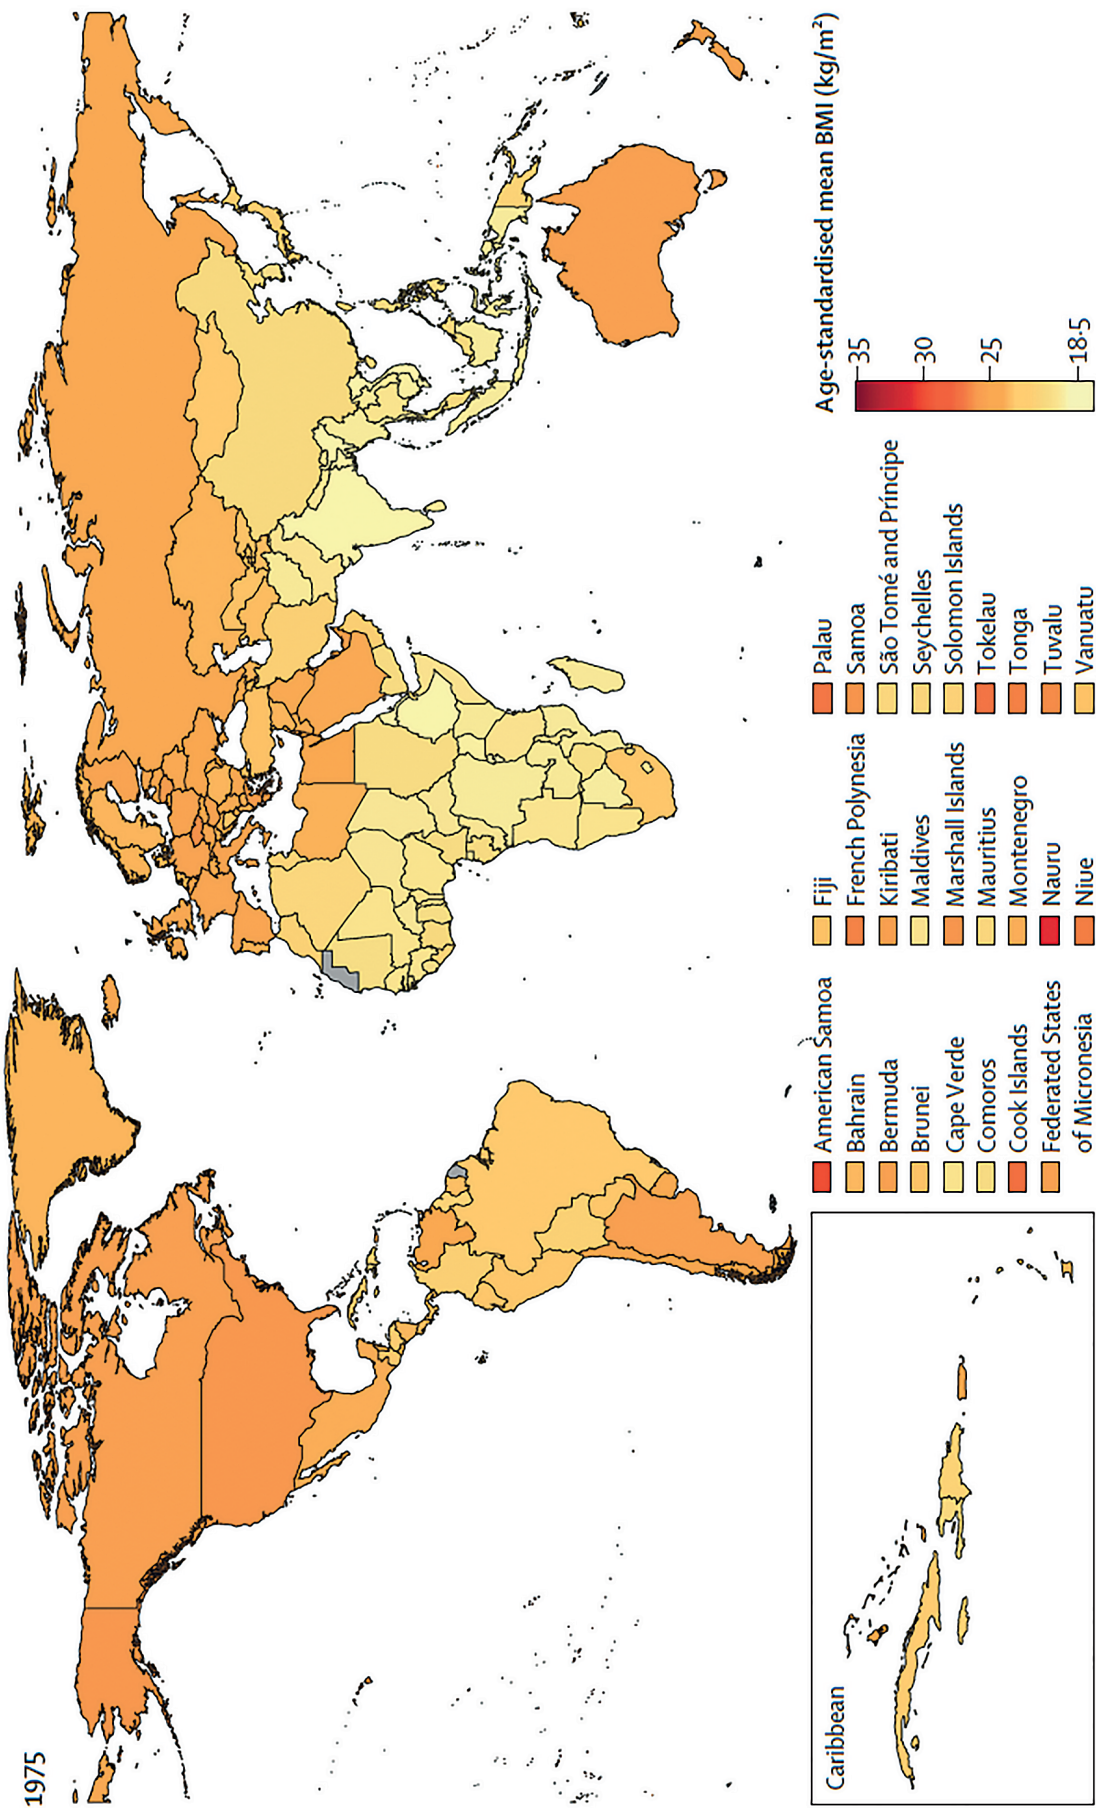 1975
Caribbean
American Samoa
Bahrain
Bermuda
Brunei
Cape Verde
Comoros
Cook Islands
Federated States
of Micronesia
Fiji
French Polynesia
Kiribati
Maldives
Marshall Islands
Mauritius
Montenegro
Nauru
Niue
Palau
Samoa
São Tomé and Príncipe
Seychelles
Solomon Islands
Tokelau
Tonga
Tuvalu
Vanuatu
Age-standardised mean BMI (kg/m²)
35
30
25
18·5